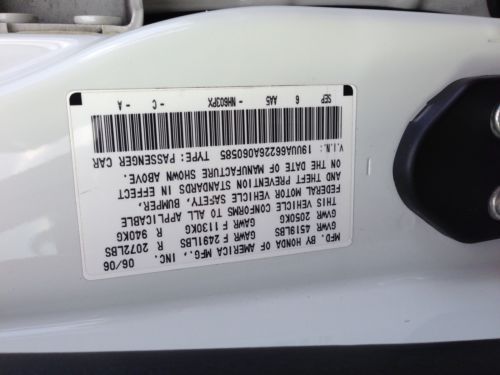 MFD. BY HONDA OF AMERICA MFG., INC. 06/06
GVWR 4519LBS GAWR F 2491LBS R 2072LBS
GVWR 2050KG GAWR F 1130KG R 940KG
THIS VEHICLE CONFORMS TO ALL APPLICABLE
FEDERAL MOTOR VEHICLE SAFETY, BUMPER,
AND THEFT PREVENTION STANDARDS IN EFFECT
ON THE DATE OF MANUFACTURE SHOWN ABOVE.
V.I.N.: 19UUA66226A060585 TYPE: PASSENGER CAR
SEP 6 AA5 - NH603PX - C - A